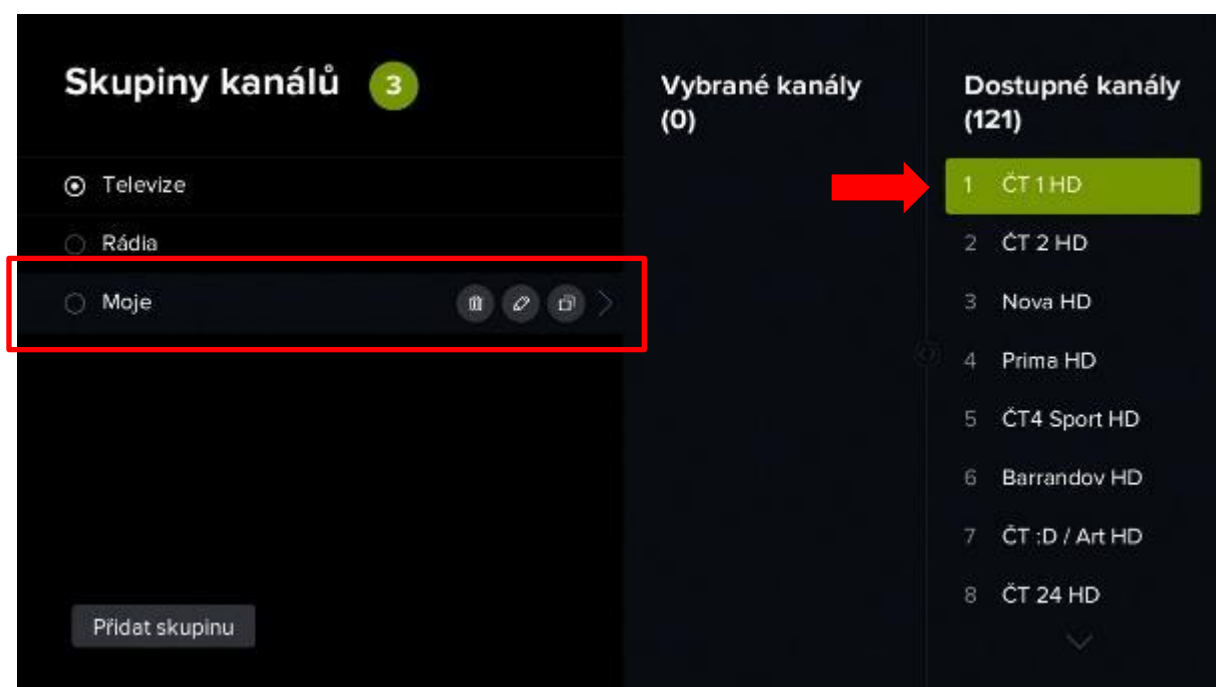 Skupiny kanálů 3
Televize
Rádia
Moje
Přidat skupinu
Vybrané kanály
(0)
Dostupné kanály
(121)
1 ČT 1 HD
2 ČT 2 HD
3 Nova HD
4 Prima HD
5 ČT4 Sport HD
6 Barrandov HD
7 ČT :D / Art HD
8 ČT 24 HD